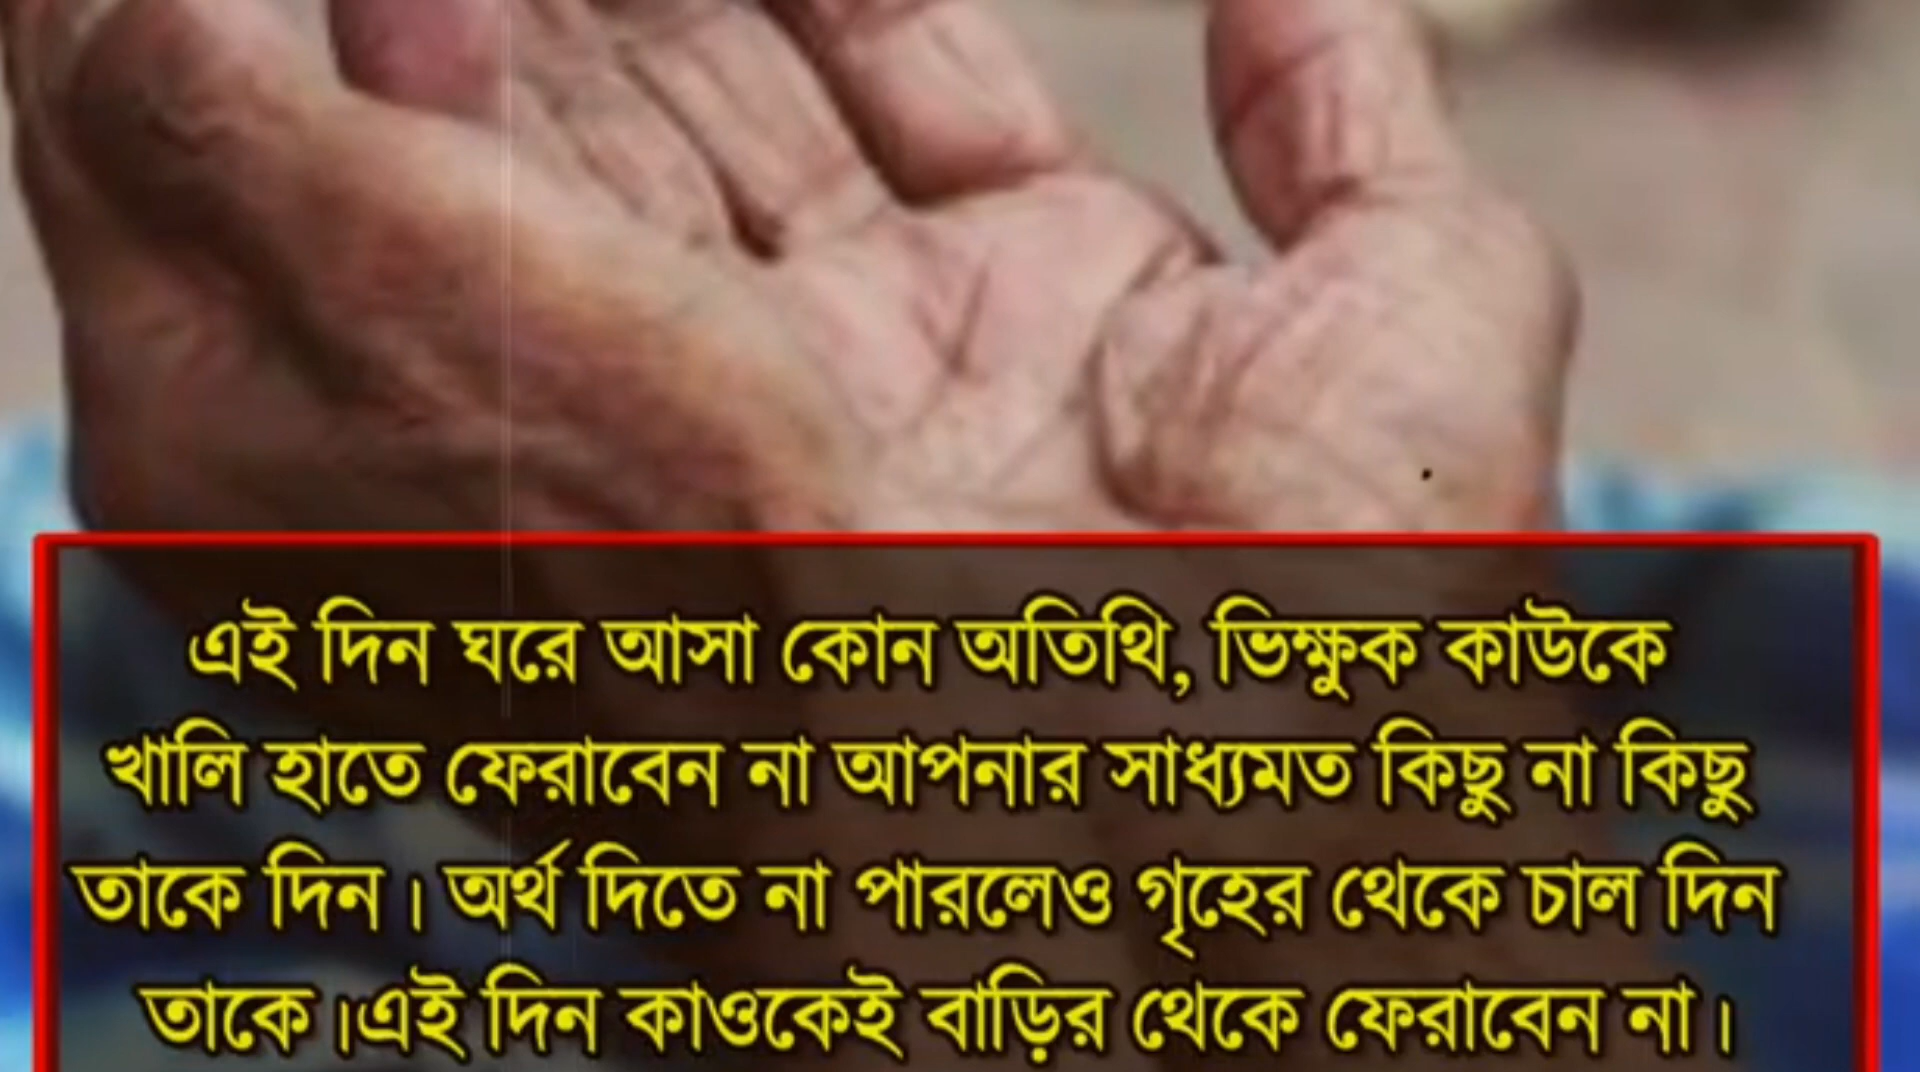 এই দিন ঘরে আসা কোন অতিথি, ভিক্ষুক কাউকে
খালি হাতে ফেরাবেন না আপনার সাধ্যমত কিছু না কিছু
তাকে দিন। অর্থ দিতে না পারলেও গৃহের থেকে চাল দিন
তাকে।এই দিন কাওকেই বাড়ির থেকে ফেরাবেন না।